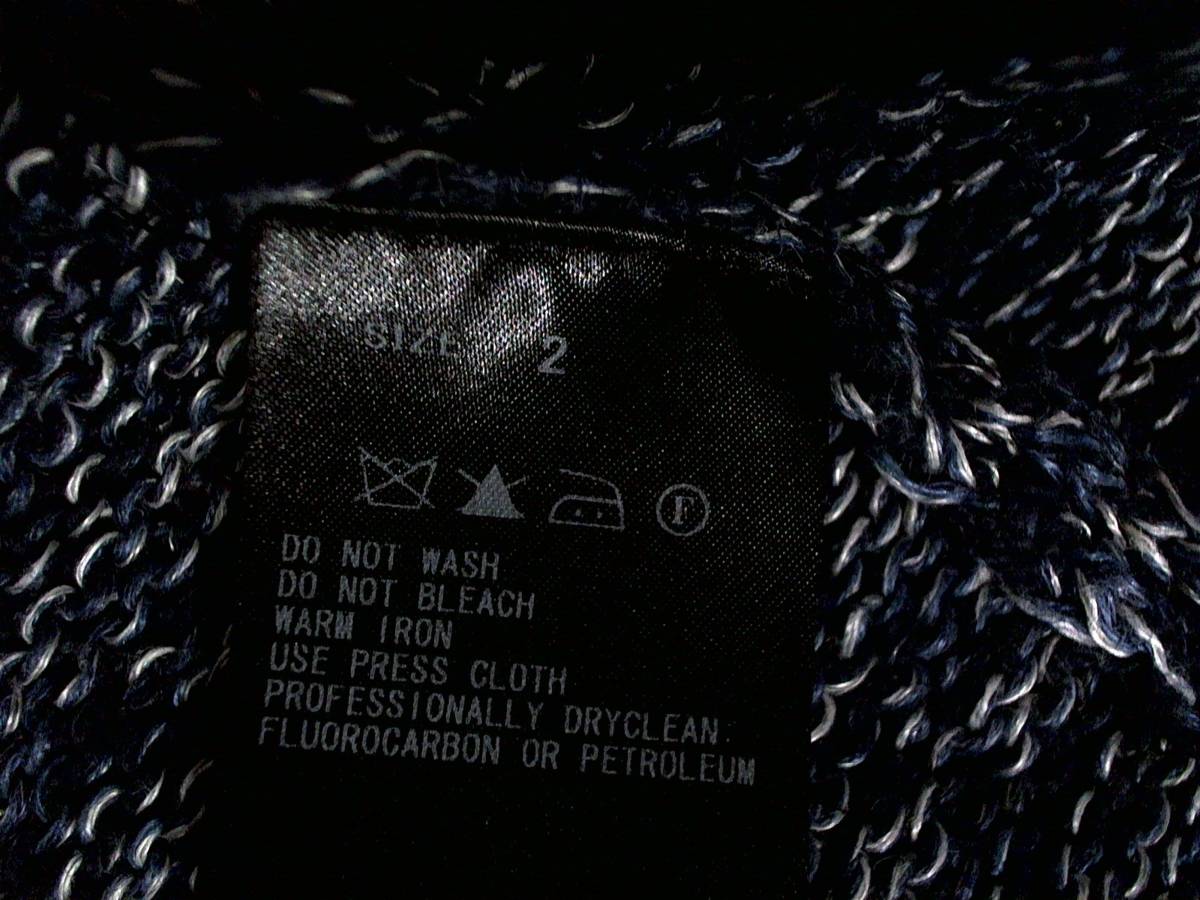 SIZE 2
F
DO NOT WASH
DO NOT BLEACH
WARM IRON
USE PRESS CLOTH
PROFESSIONALLY DRYCLEAN.
FLUOROCARBON OR PETROLEUM